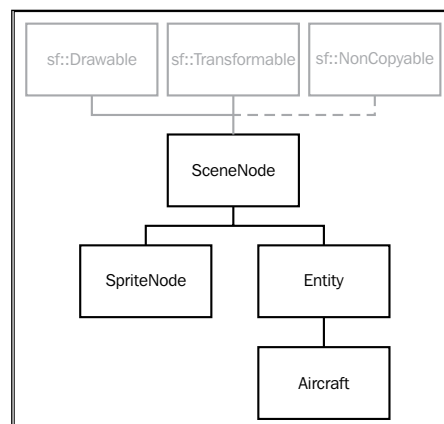 sf::Drawable
sf::Transformable
sf::NonCopyable
SceneNode
SpriteNode
Entity
Aircraft